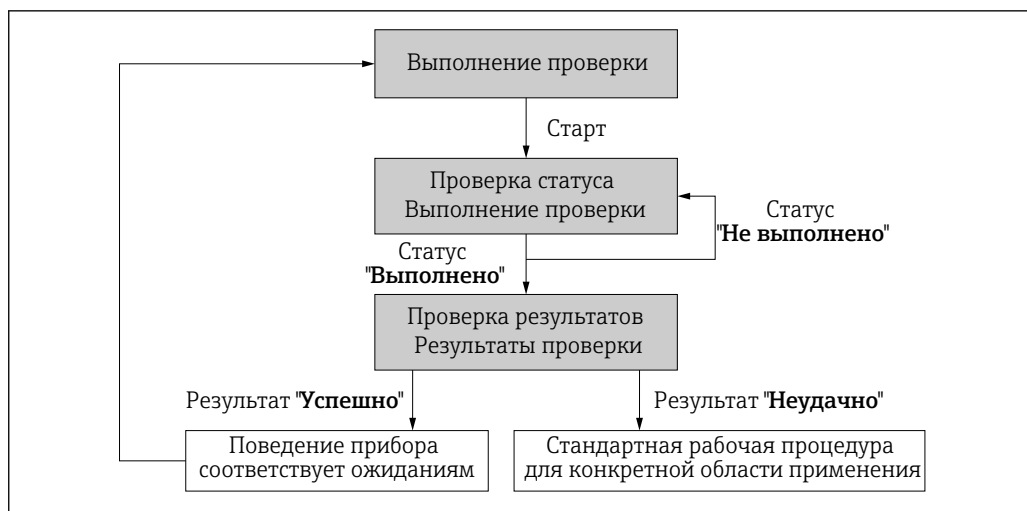 Выполнение проверки
Старт
Проверка статуса
Выполнение проверки
Статус
"Не выполнено"
Статус
"Выполнено"
Проверка результатов
Результаты проверки
Результат "Успешно"
Результат "Неудачно"
Поведение прибора
соответствует ожиданиям
Стандартная рабочая процедура
для конкретной области применения